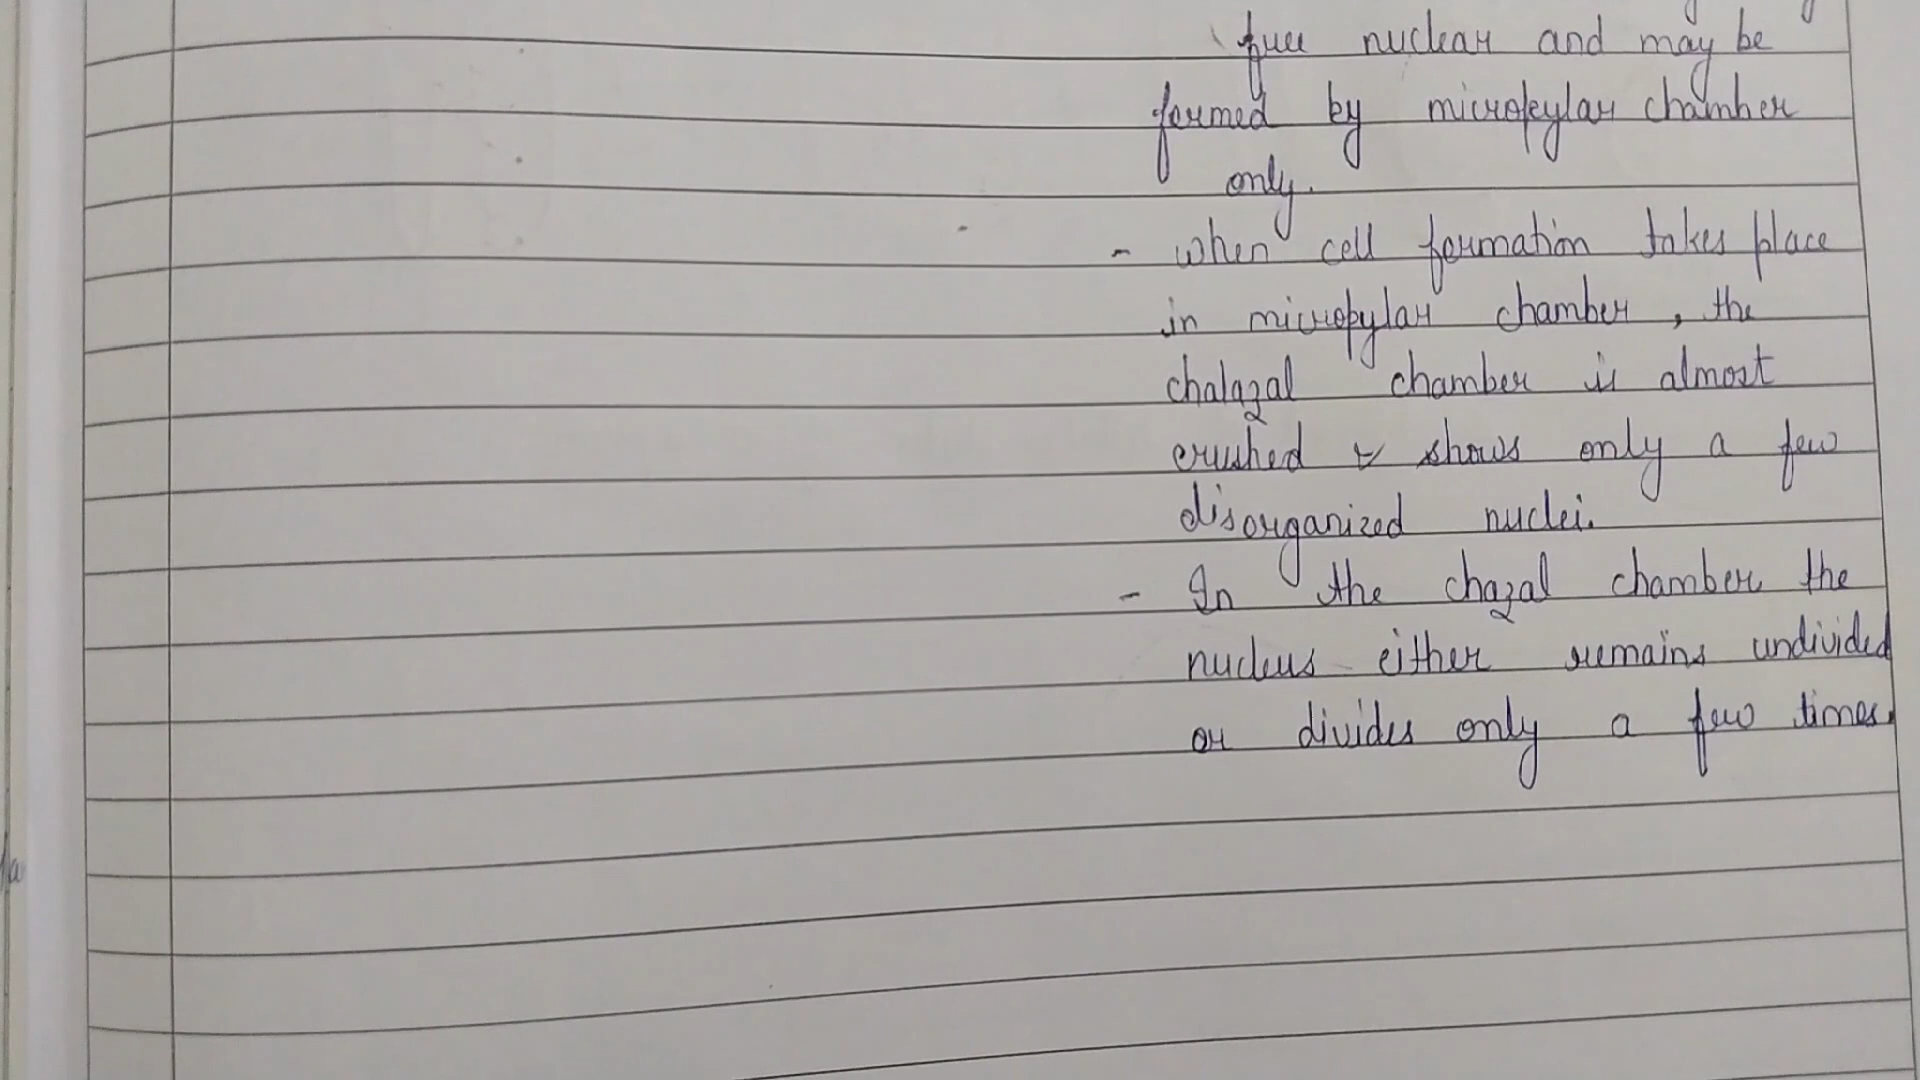 free nuclear and may be
formed by micropylar chamber
only.
- when cell formation takes place
in micropylar chamber, the
chalazal chamber is almost
crushed & shows only a few
disorganized nuclei.
- In the chazal chamber the
nucleus either remains undivided
or divides only a few times.